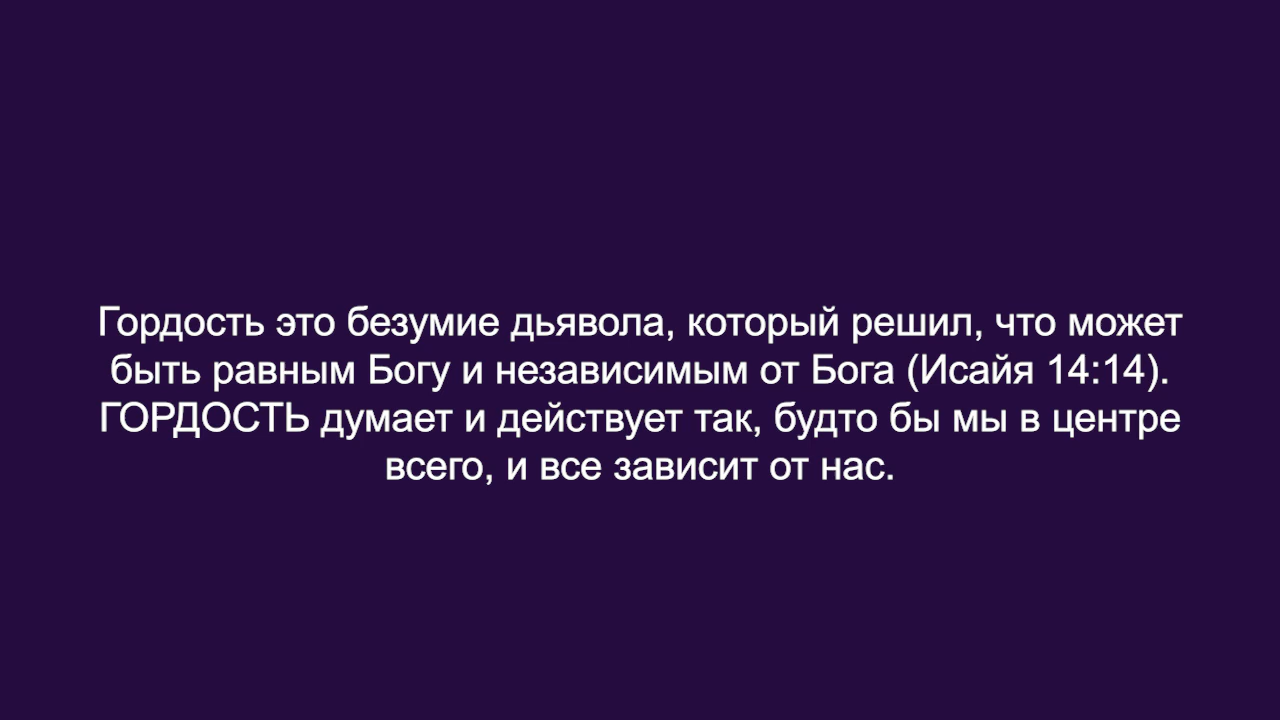 Гордость это безумие дьявола, который решил, что может
быть равным Богу и независимым от Бога (Исайя 14:14).
ГОРДОСТЬ думает и действует так, будто бы мы в центре
всего, и все зависит от нас.